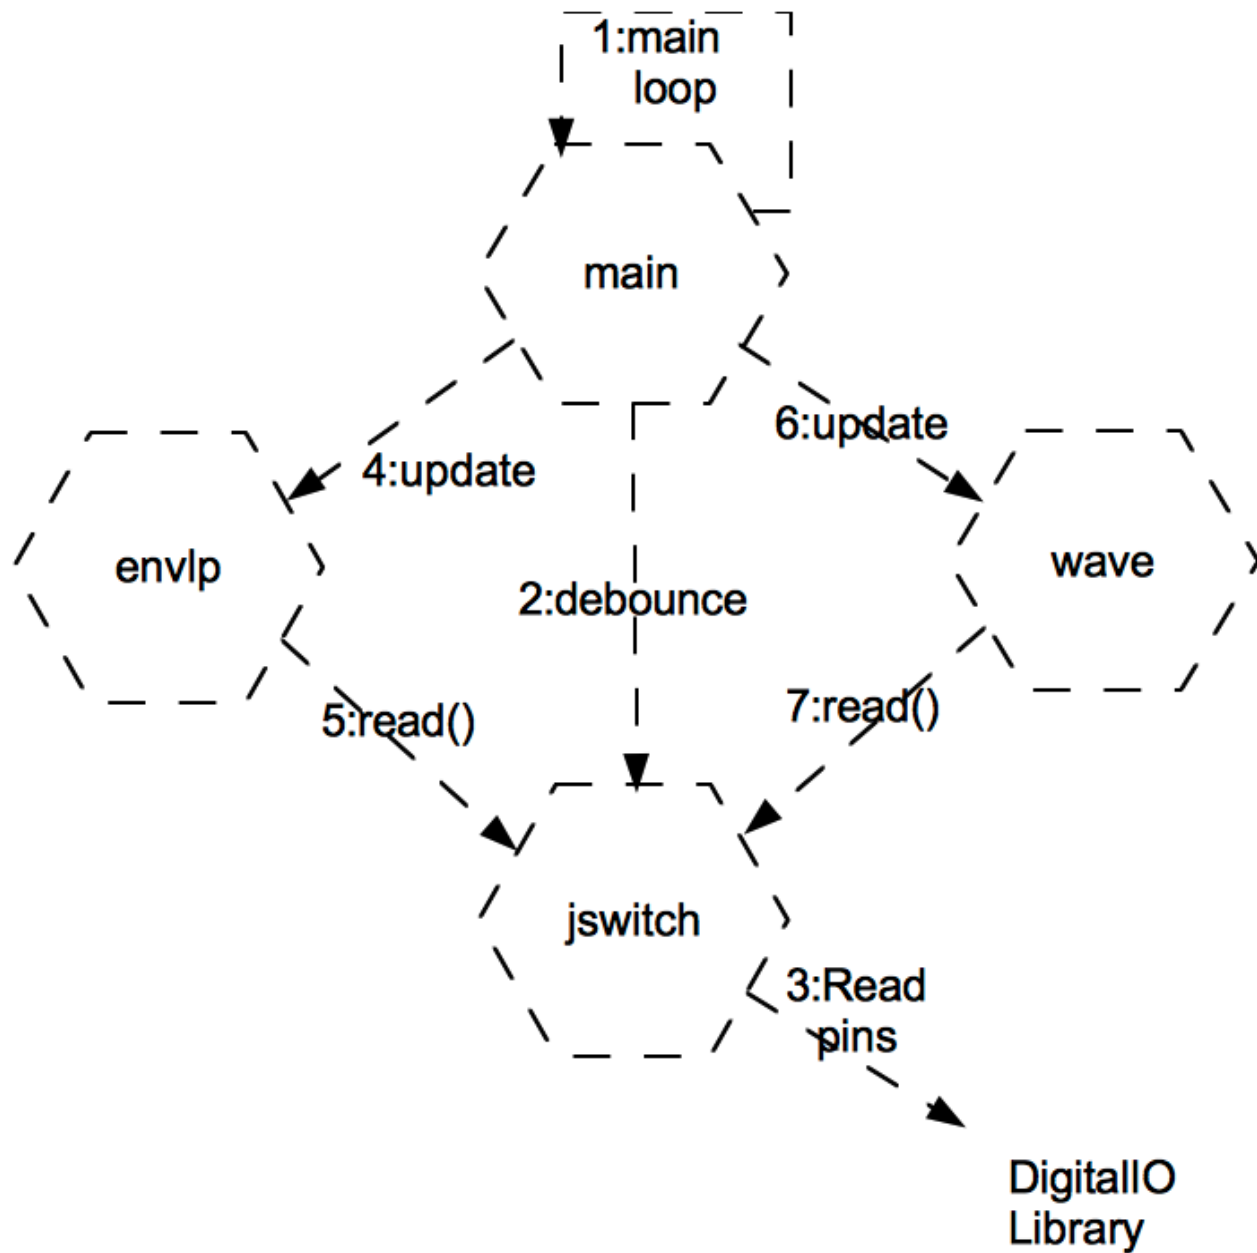 1:main
loop
main
6:update
4:update
envlp
wave
2:debounce
5:read()
7:read()
jswitch
3:Read
pins
DigitalIO
Library